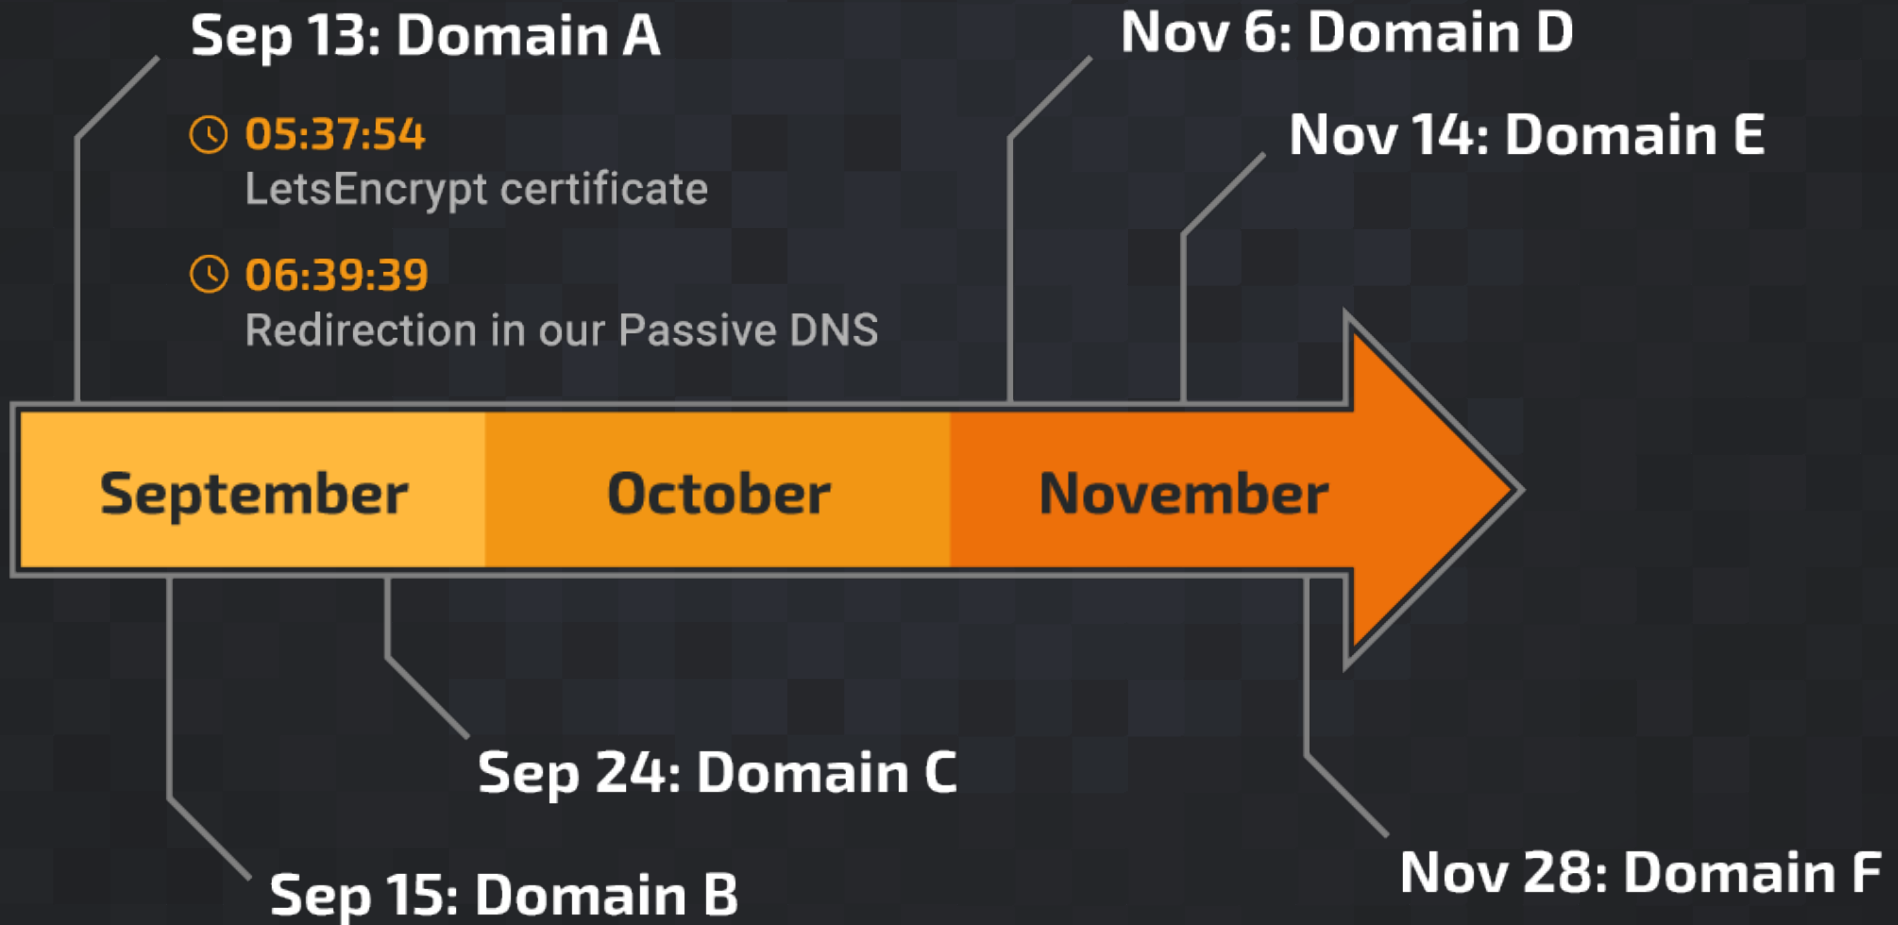 Sep 13: Domain A
05:37:54
LetsEncrypt certificate
06:39:39
Redirection in our Passive DNS
Nov 6: Domain D
Nov 14: Domain E
September
October
November
Sep 24: Domain C
Sep 15: Domain B
Nov 28: Domain F